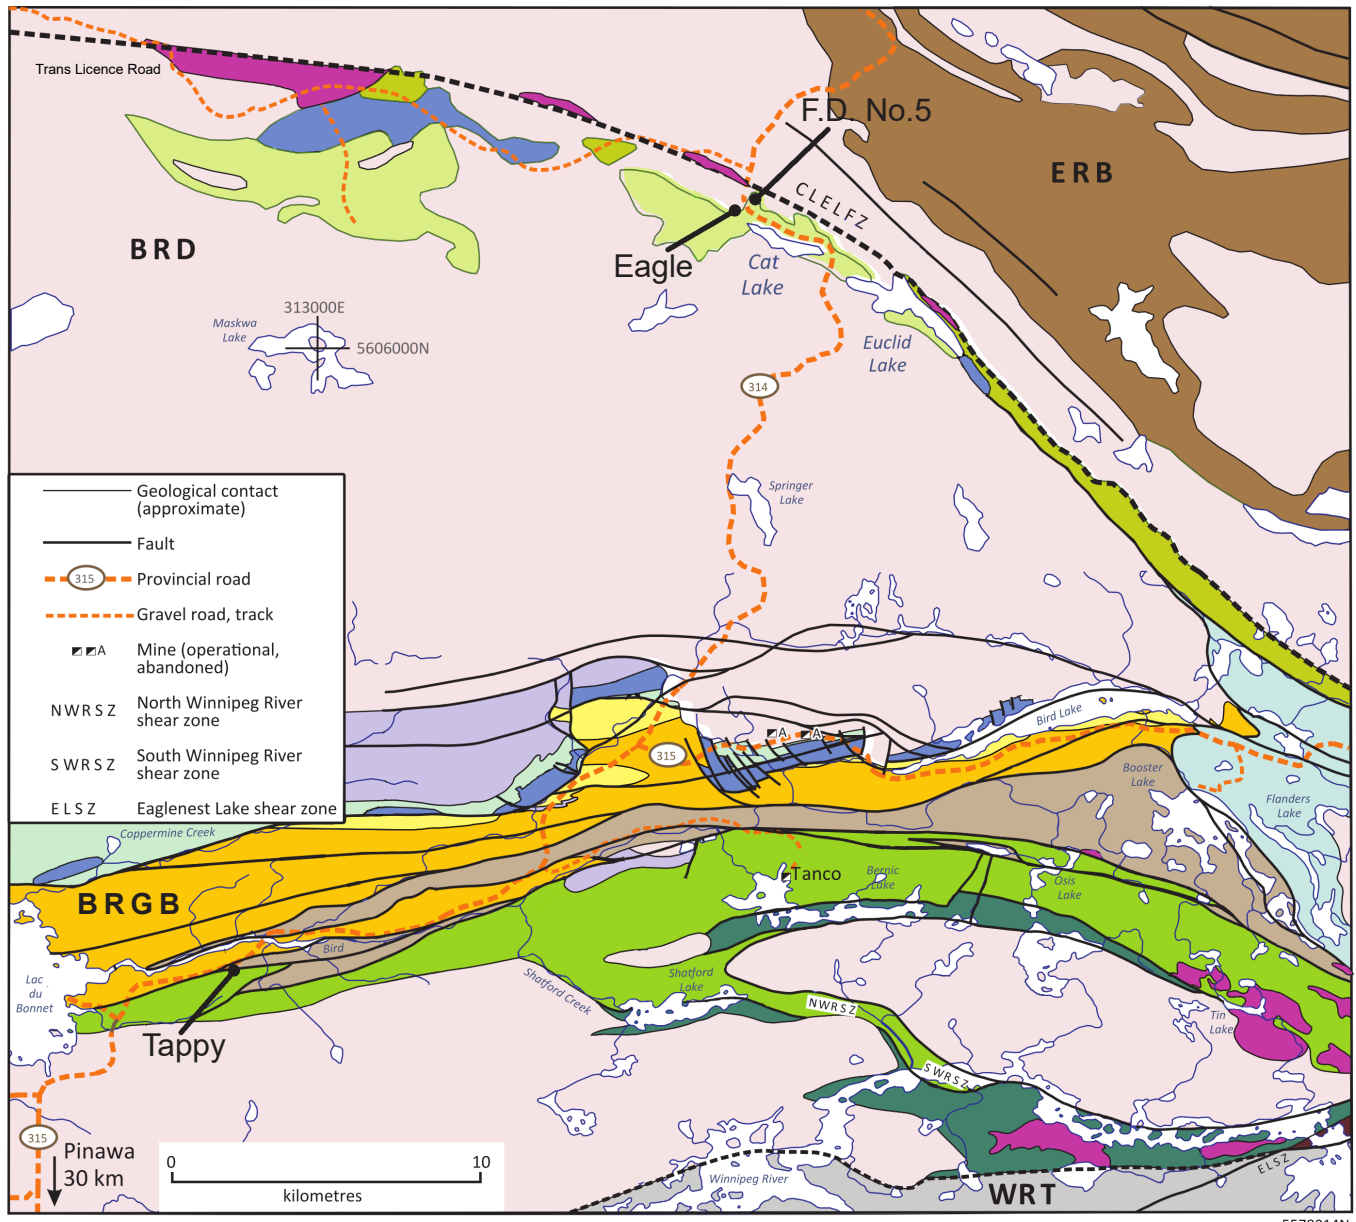 Trans Licence Road
F.D. No.5
ERB
CLELFZ
BRD
Eagle
Cat
Lake
313000E
Maskwa
Lake
5606000N
Euclid
Lake
314
Geological contact
(approximate)
Fault
315
Provincial road
Gravel road, track
A
Mine (operational,
abandoned)
NWRSZ
North Winnipeg River
shear zone
SWRSZ
South Winnipeg River
shear zone
ELSZ
Eaglenest Lake shear zone
Springer
Lake
Bird Lake
A
A
315
Booster
Lake
Flanders
Lake
Coppermine Creek
Tanco
Bernic
Lake
Osis
Lake
BRGB
Bird
Lac
du
Bonnet
Shatford Creek
Shatford
Lake
NWRSZ
Tin
Lake
Tappy
SWRSZ
315
Pinawa
30 km
0
10
kilometres
Winnipeg River
WRT
ELSZ